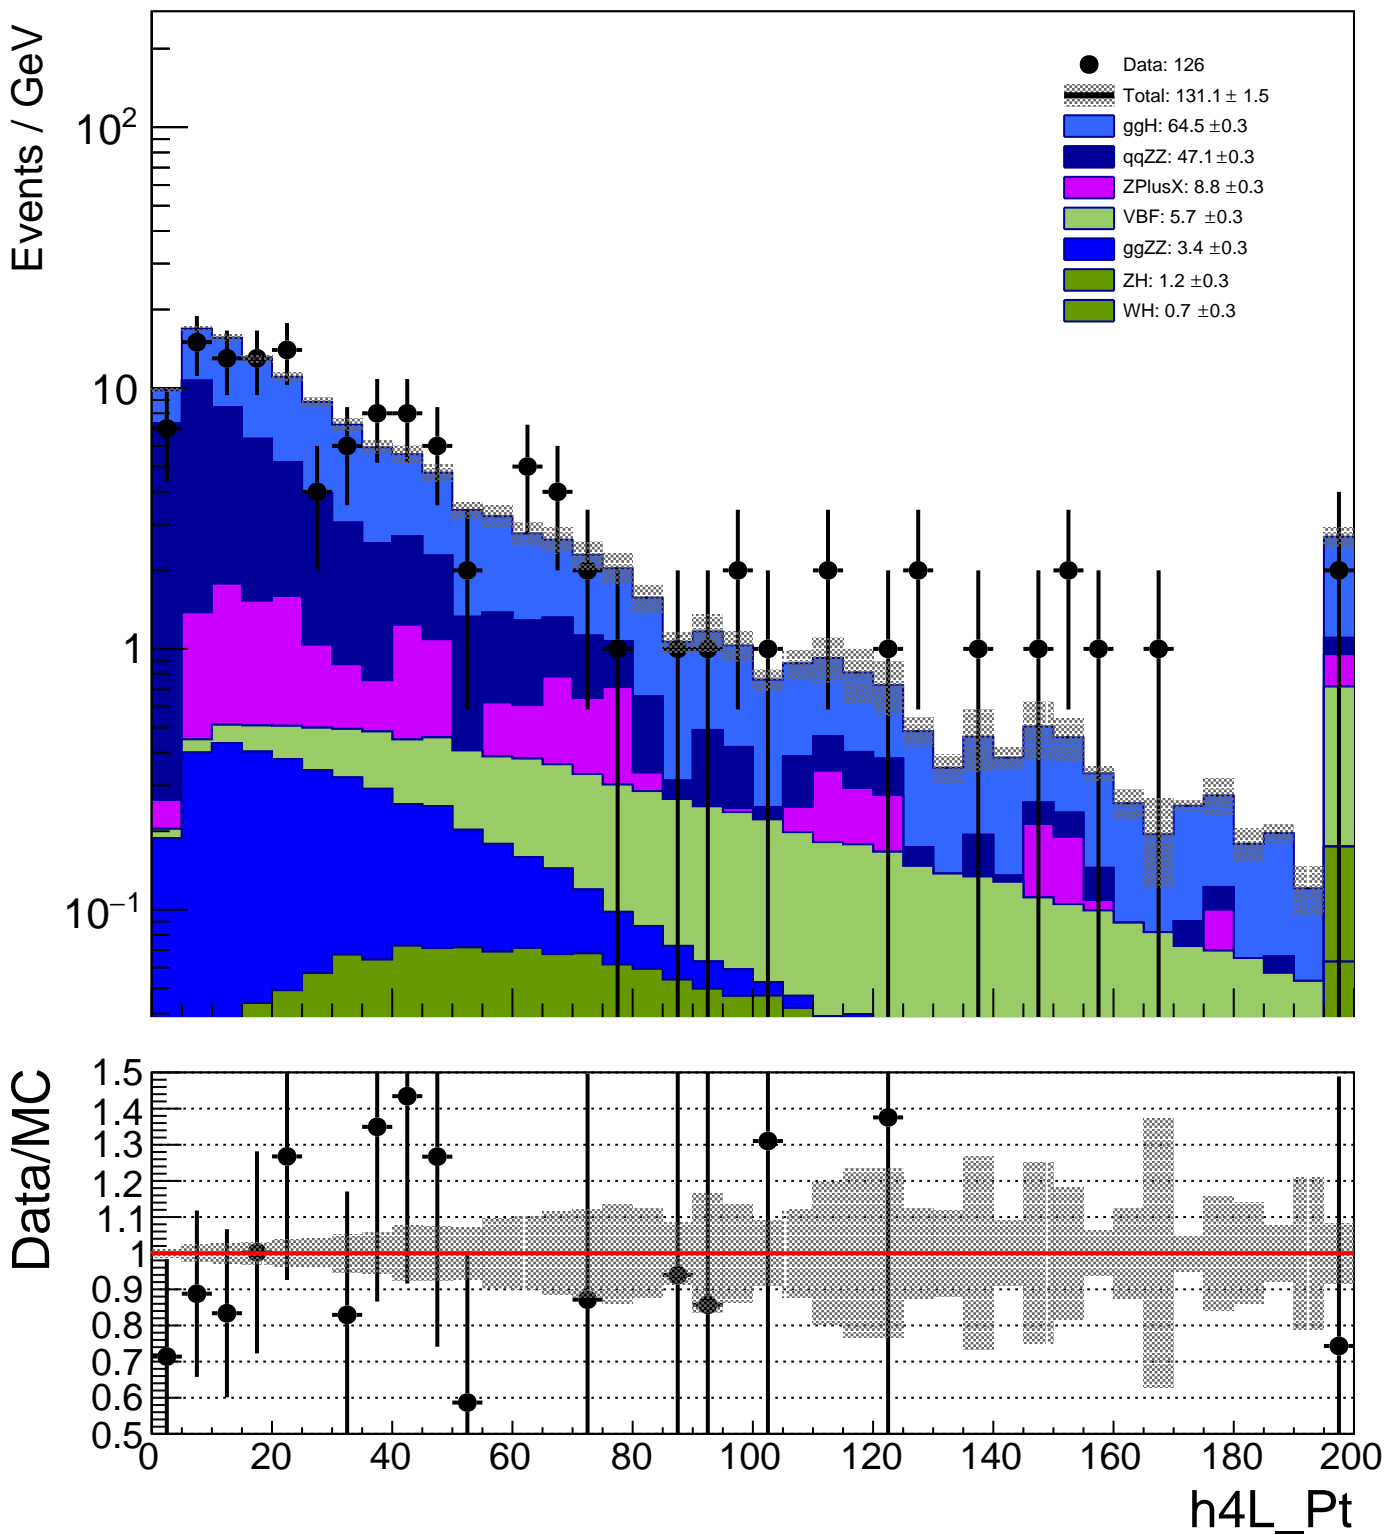 Events / GeV
10²
10
1
10⁻¹
Data: 126
Total: 131.1 ± 1.5
ggH: 64.5 ±0.3
qqZZ: 47.1 ±0.3
ZPlusX: 8.8 ±0.3
VBF: 5.7 ±0.3
ggZZ: 3.4 ±0.3
ZH: 1.2 ±0.3
WH: 0.7 ±0.3
Data/MC
1.5
1.4
1.3
1.2
1.1
1
0.9
0.8
0.7
0.6
0.5
0 20 40 60 80 100 120 140 160 180 200
h4L_Pt